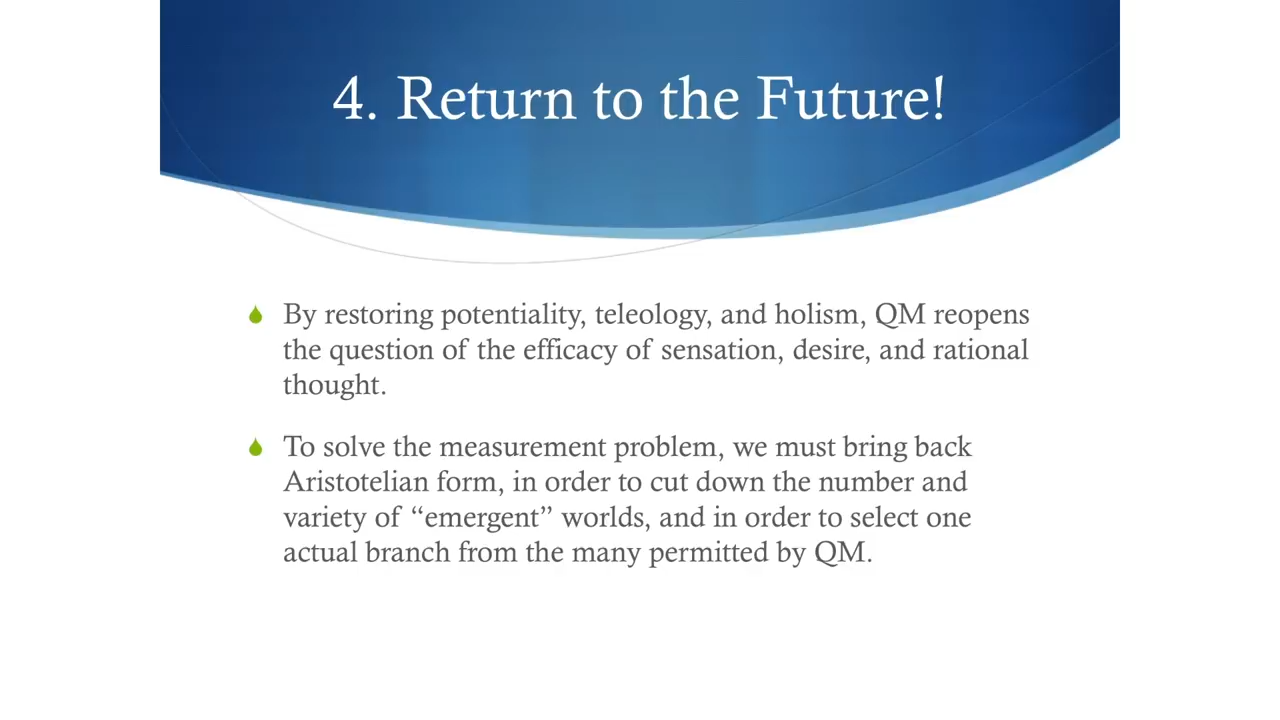 4. Return to the Future!
By restoring potentiality, teleology, and holism, QM reopens
the question of the efficacy of sensation, desire, and rational
thought.
To solve the measurement problem, we must bring back
Aristotelian form, in order to cut down the number and
variety of “emergent” worlds, and in order to select one
actual branch from the many permitted by QM.